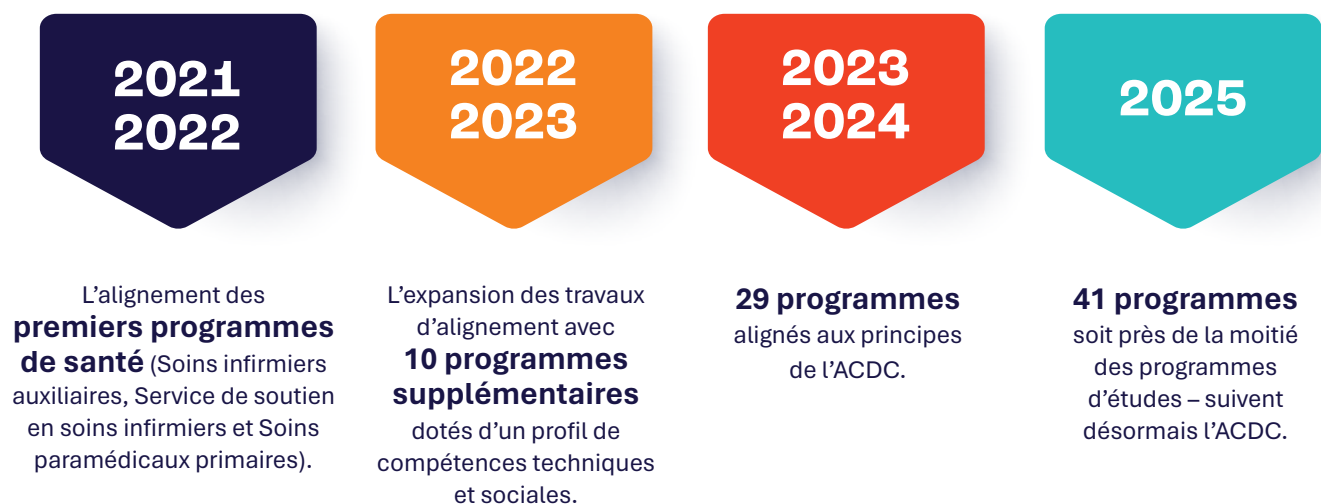 2021
2022
L'alignement des
premiers programmes
de santé (Soins infirmiers
auxiliaires, Service de soutien
en soins infirmiers et Soins
paramédicaux primaires).
2022
2023
L'expansion des travaux
d'alignement avec
10 programmes
supplémentaires
dotés d'un profil de
compétences techniques
et sociales.
2023
2024
29 programmes
alignés aux principes
de l'ACDC.
2025
41 programmes
soit près de la moitié
des programmes
d'études – suivent
désormais l'ACDC.